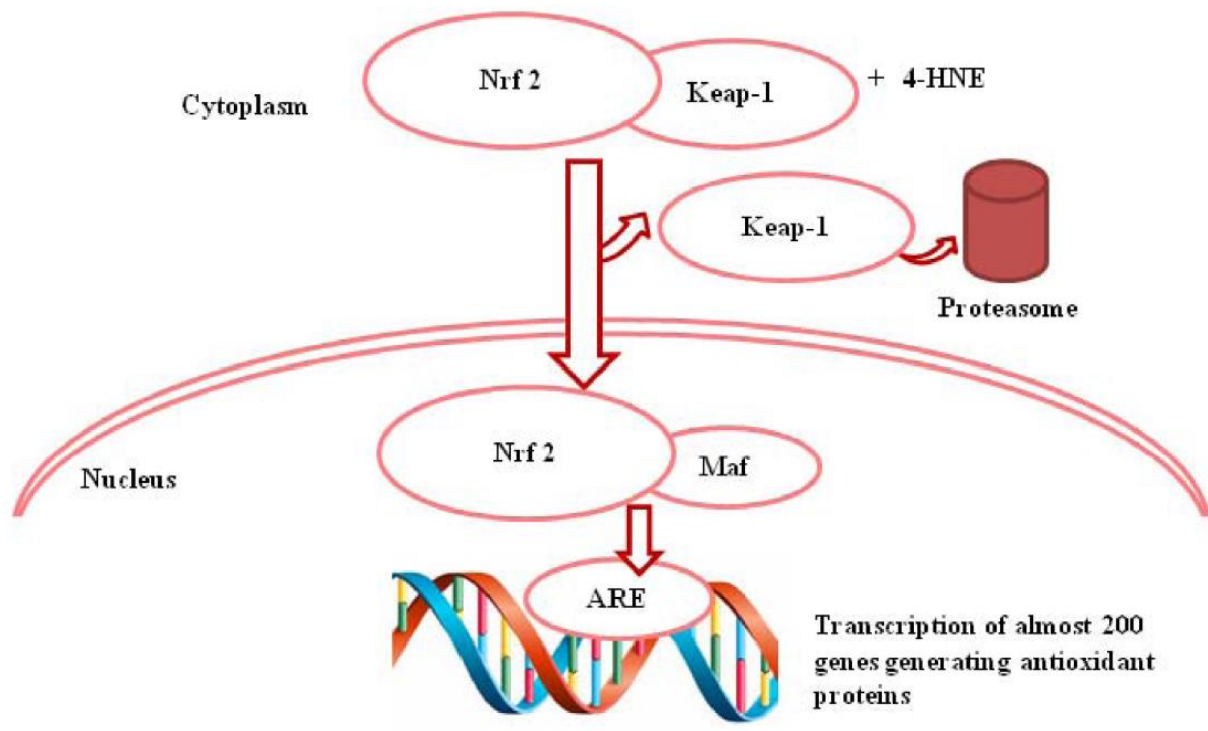 Nrf 2
Keap-1
+ 4-HNE
Cytoplasm
Keap-1
Proteasome
Nrf 2
Maf
Nucleus
ARE
Transcription of almost 200
genes generating antioxidant
proteins